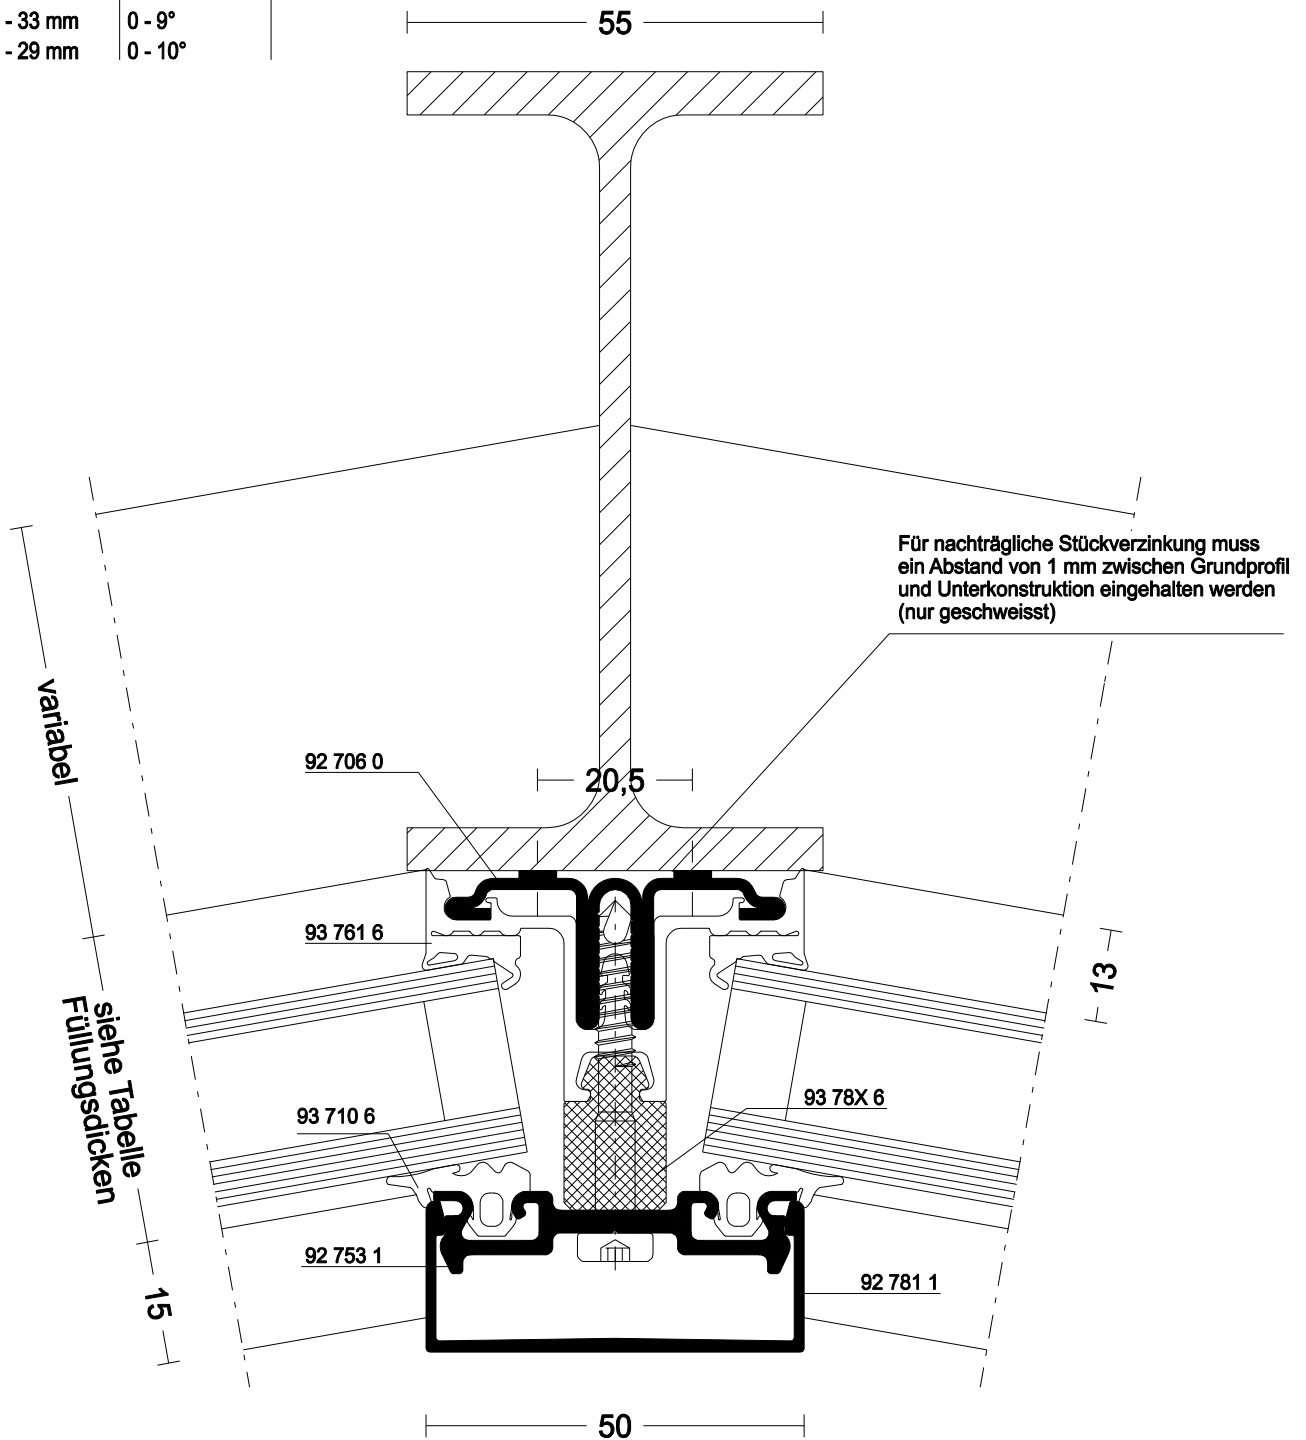 - 33 mm 0 - 9°
- 29 mm 0 - 10°
55
Für nachträgliche Stückverzinkung muss
ein Abstand von 1 mm zwischen Grundprofil
und Unterkonstruktion eingehalten werden
(nur geschweisst)
variabel
92 706 0
20,5
93 761 6
13
siehe Tabelle
Füllungsdicken
93 78X 6
93 710 6
92 753 1
92 781 1
15
50